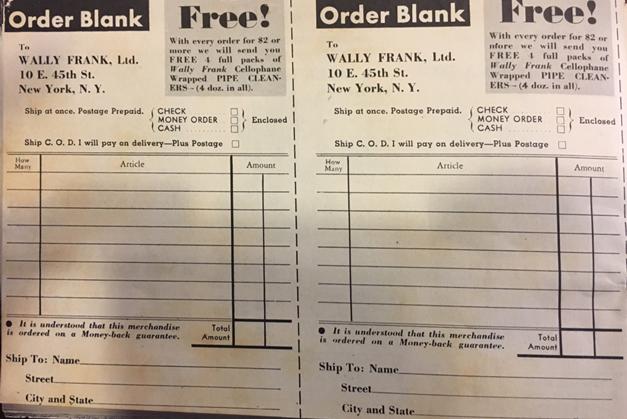 Order Blank
Free!
To
WALLY FRANK, Ltd.
10 E. 45th St.
New York, N. Y.
With every order for $2 or
more we will send you
FREE 4 full packs of
Wally Frank Cellophane
Wrapped PIPE CLEAN-
ERS—(4 doz. in all).
Ship at once. Postage Prepaid. { CHECK ☐
MONEY ORDER ☐
CASH ☐ } Enclosed
Ship C. O. D. I will pay on delivery—Plus Postage ☐
How Many Article Amount
● It is understood that this merchandise
is ordered on a Money-back guarantee.
Total Amount
Ship To: Name
Street
City and State
Order Blank
Free!
To
WALLY FRANK, Ltd.
10 E. 45th St.
New York, N. Y.
With every order for $2 or
more we will send you
FREE 4 full packs of
Wally Frank Cellophane
Wrapped PIPE CLEAN-
ERS—(4 doz. in all).
Ship at once. Postage Prepaid. { CHECK ☐
MONEY ORDER ☐
CASH ☐ } Enclosed
Ship C. O. D. I will pay on delivery—Plus Postage ☐
How Many Article Amount
● It is understood that this merchandise
is ordered on a Money-back guarantee.
Total Amount
Ship To: Name
Street
City and State